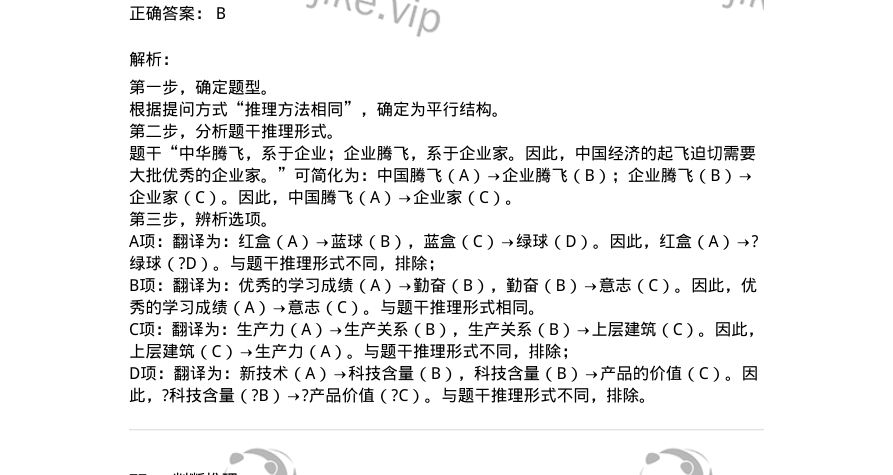 jike.vip
正确答案： B
解析：
第一步，确定题型。
根据提问方式“推理方法相同”，确定为平行结构。
第二步，分析题干推理形式。
题干“中华腾飞，系于企业；企业腾飞，系于企业家。因此，中国经济的起飞迫切需要
大批优秀的企业家。”可简化为：中国腾飞（A）→企业腾飞（B）；企业腾飞（B）→
企业家（C）。因此，中国腾飞（A）→企业家（C）。
第三步，辨析选项。
A项：翻译为：红盒（A）→蓝球（B），蓝盒（C）→绿球（D）。因此，红盒（A）→?
绿球（?D）。与题干推理形式不同，排除；
B项：翻译为：优秀的学习成绩（A）→勤奋（B），勤奋（B）→意志（C）。因此，优
秀的学习成绩（A）→意志（C）。与题干推理形式相同。
C项：翻译为：生产力（A）→生产关系（B），生产关系（B）→上层建筑（C）。因此，
上层建筑（C）→生产力（A）。与题干推理形式不同，排除；
D项：翻译为：新技术（A）→科技含量（B），科技含量（B）→产品的价值（C）。因
此，?科技含量（?B）→?产品价值（?C）。与题干推理形式不同，排除。